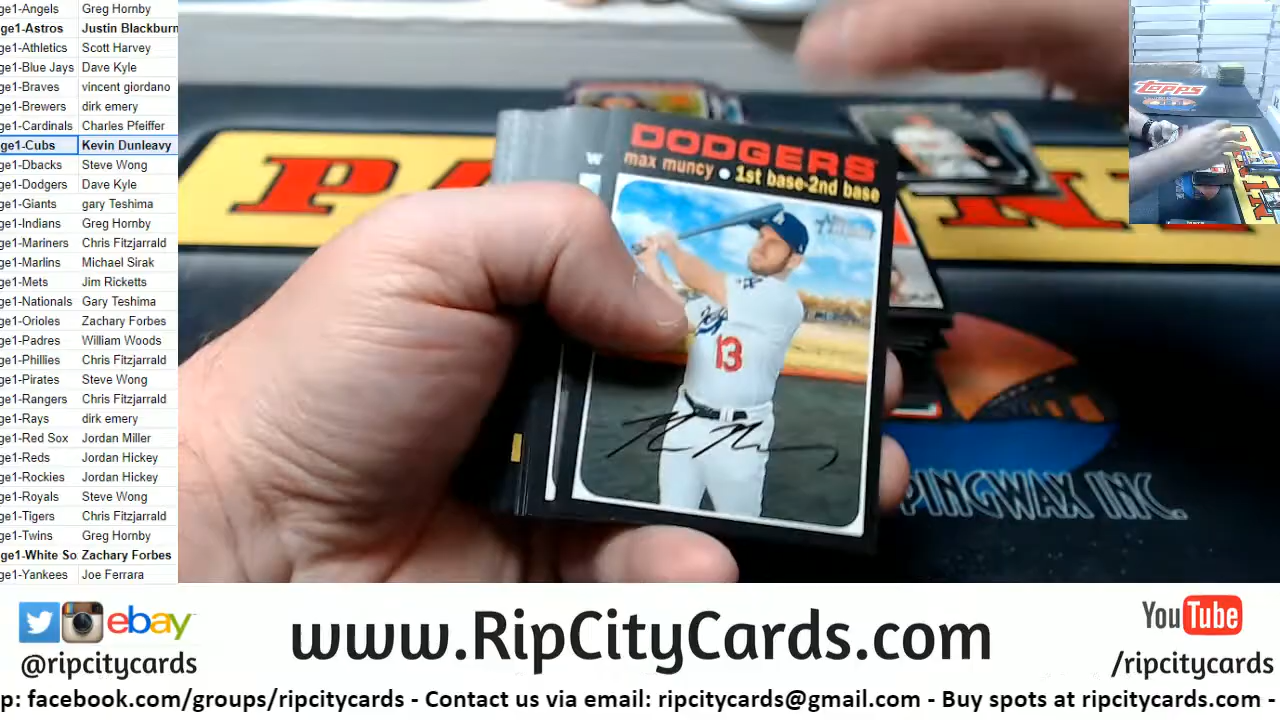 ge1-Angels Greg Hornby
ge1-Astros Justin Blackburn
ge1-Athletics Scott Harvey
ge1-Blue Jays Dave Kyle
ge1-Braves vincent giordano
ge1-Brewers dirk emery
ge1-Cardinals Charles Pfeiffer
ge1-Cubs Kevin Dunleavy
ge1-Dbacks Steve Wong
ge1-Dodgers Dave Kyle
ge1-Giants gary Teshima
ge1-Indians Greg Hornby
ge1-Mariners Chris Fitzjarrald
ge1-Marlins Michael Sirak
ge1-Mets Jim Ricketts
ge1-Nationals Gary Teshima
ge1-Orioles Zachary Forbes
ge1-Padres William Woods
ge1-Phillies Chris Fitzjarrald
ge1-Pirates Steve Wong
ge1-Rangers Chris Fitzjarrald
ge1-Rays dirk emery
ge1-Red Sox Jordan Miller
ge1-Reds Jordan Hickey
ge1-Rockies Jordan Hickey
ge1-Royals Steve Wong
ge1-Tigers Chris Fitzjarrald
ge1-Twins Greg Hornby
ge1-White So Zachary Forbes
ge1-Yankees Joe Ferrara
DODGERS
max muncy • 1st base-2nd base
13
W
PINGWAX INC.
topps
ebay
@ripcitycards
www.RipCityCards.com
YouTube
/ripcitycards
p: facebook.com/groups/ripcitycards - Contact us via email: ripcitycards@gmail.com - Buy spots at ripcitycards.com -